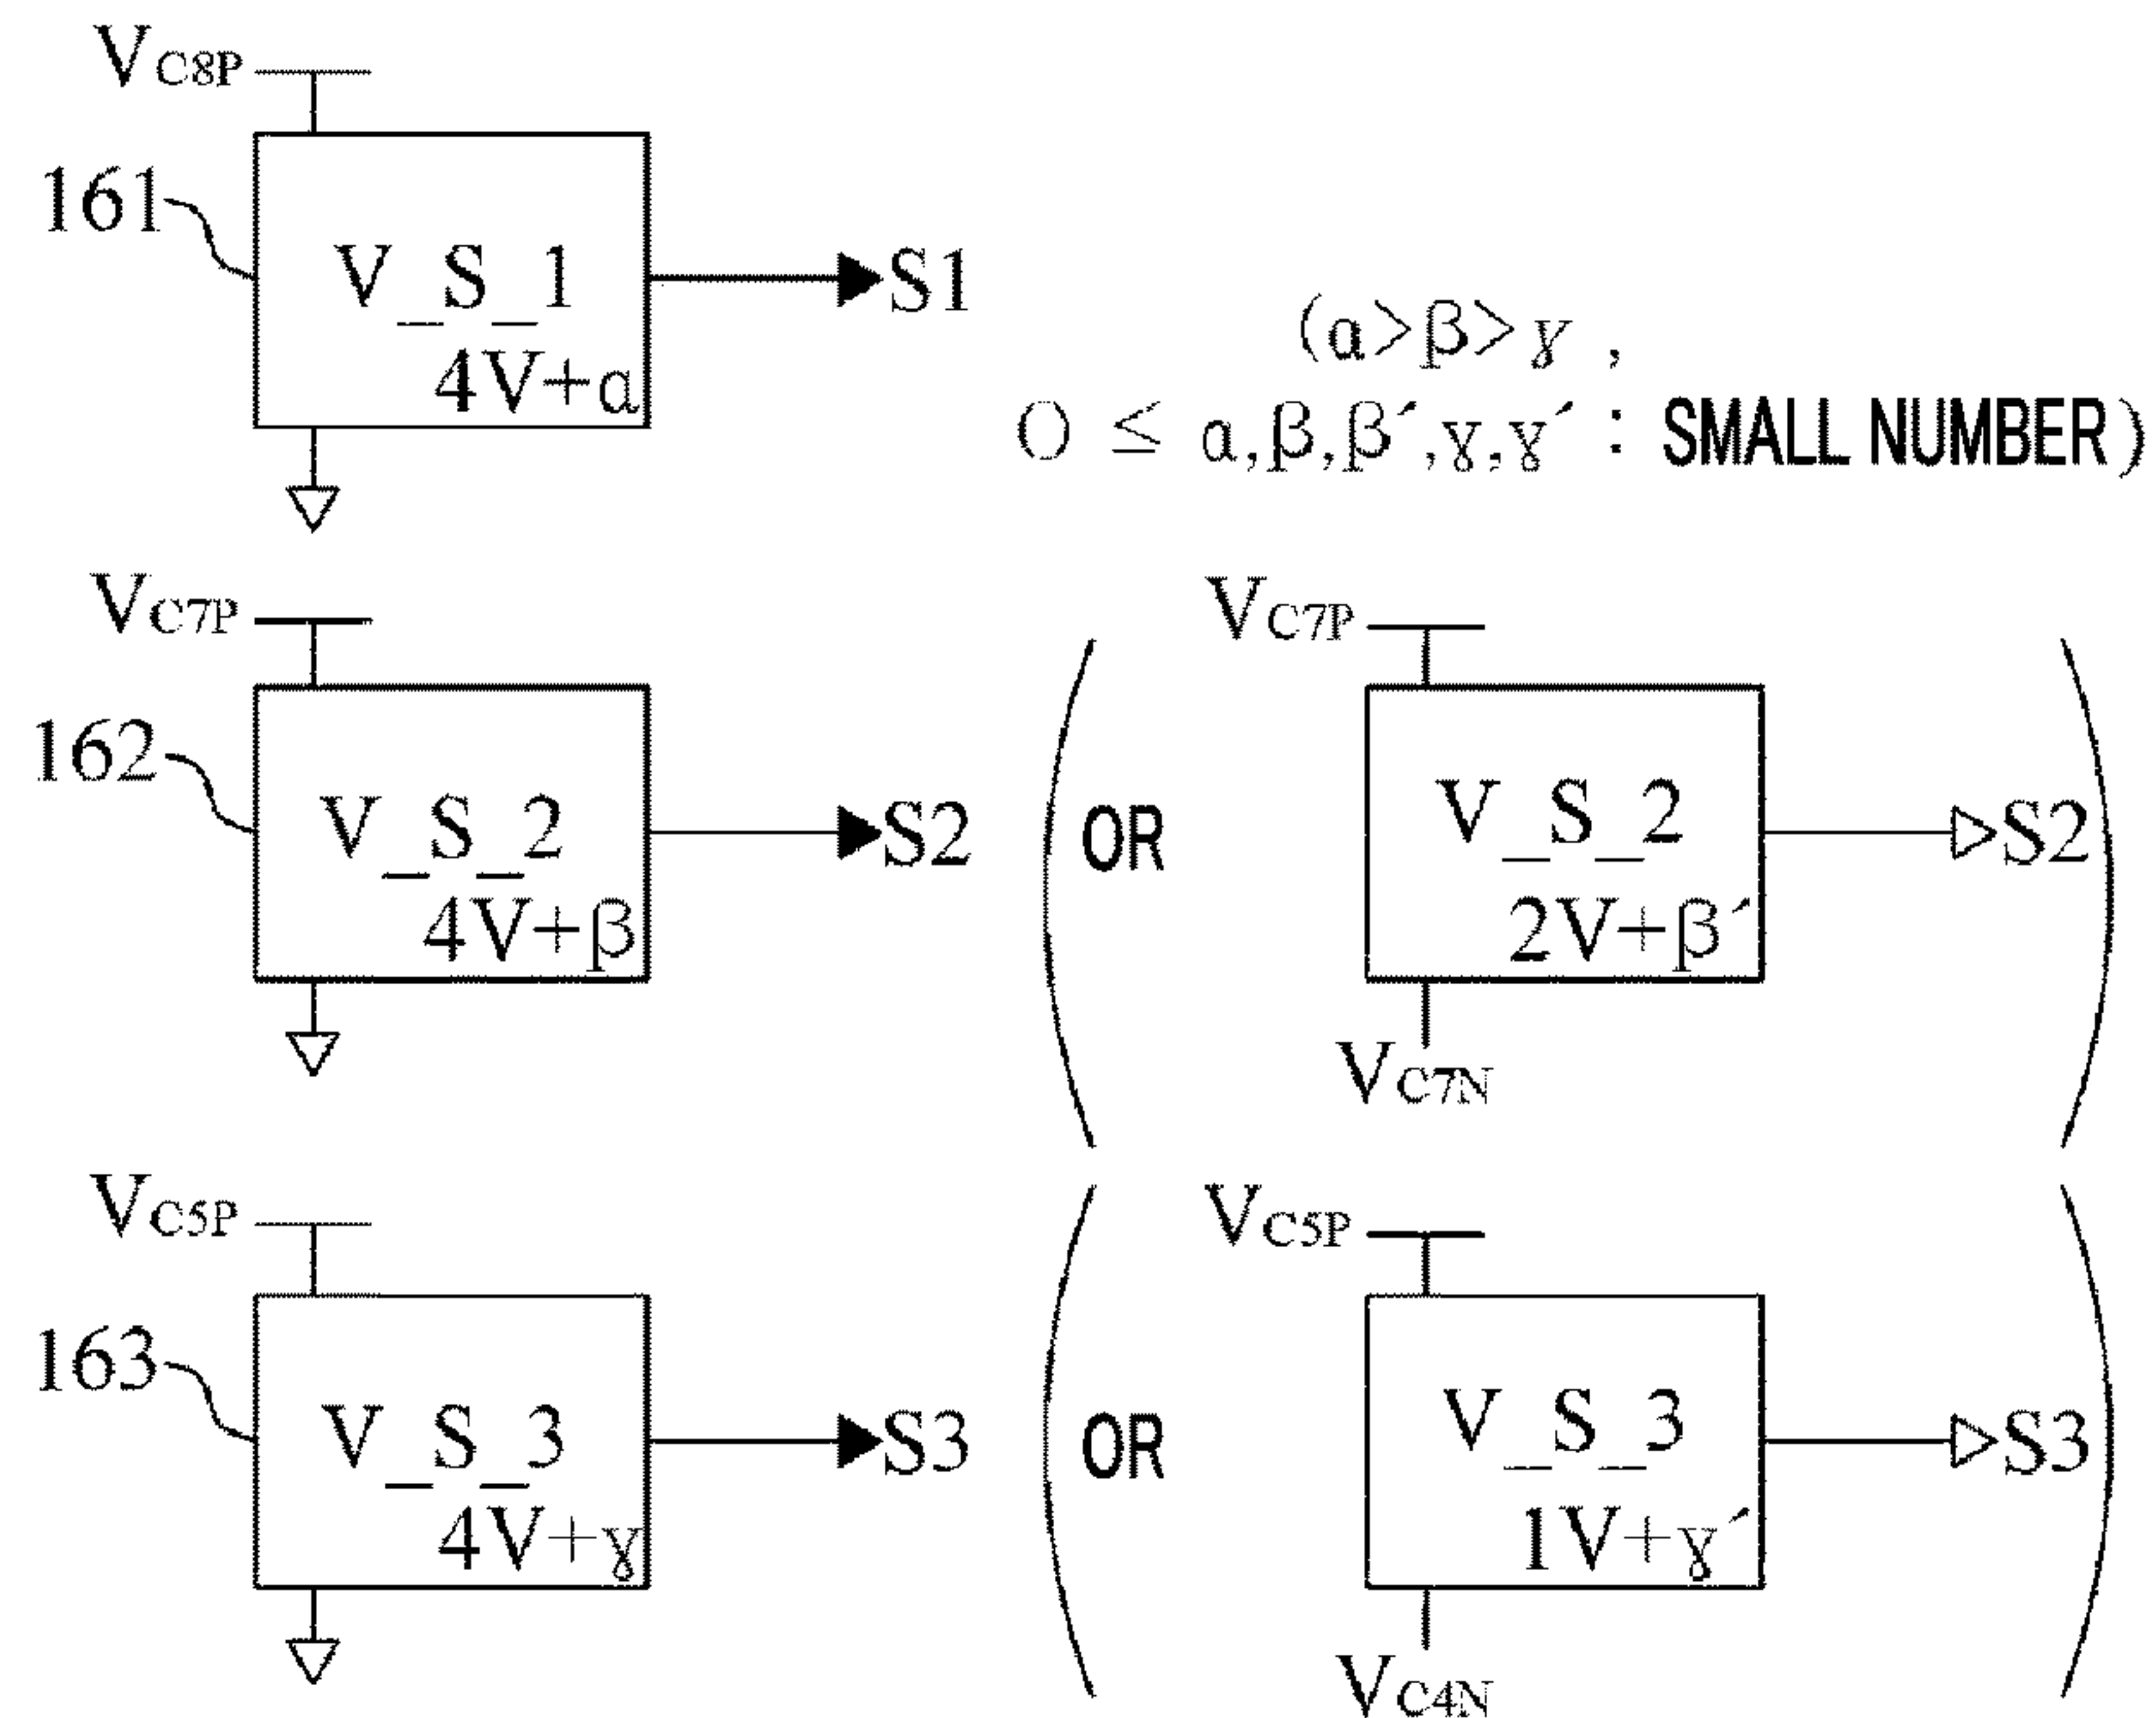 VC8P
161
V_S_1
4V+α
S1
(α>β>γ ,
0 ≤ α,β,β´,γ,γ´ : SMALL NUMBER)
VC7P
162
V_S_2
4V+β
S2
OR
VC7P
V_S_2
2V+β´
S2
VC7N
VC5P
163
V_S_3
4V+γ
S3
OR
VC5P
V_S_3
1V+γ´
S3
VC4N